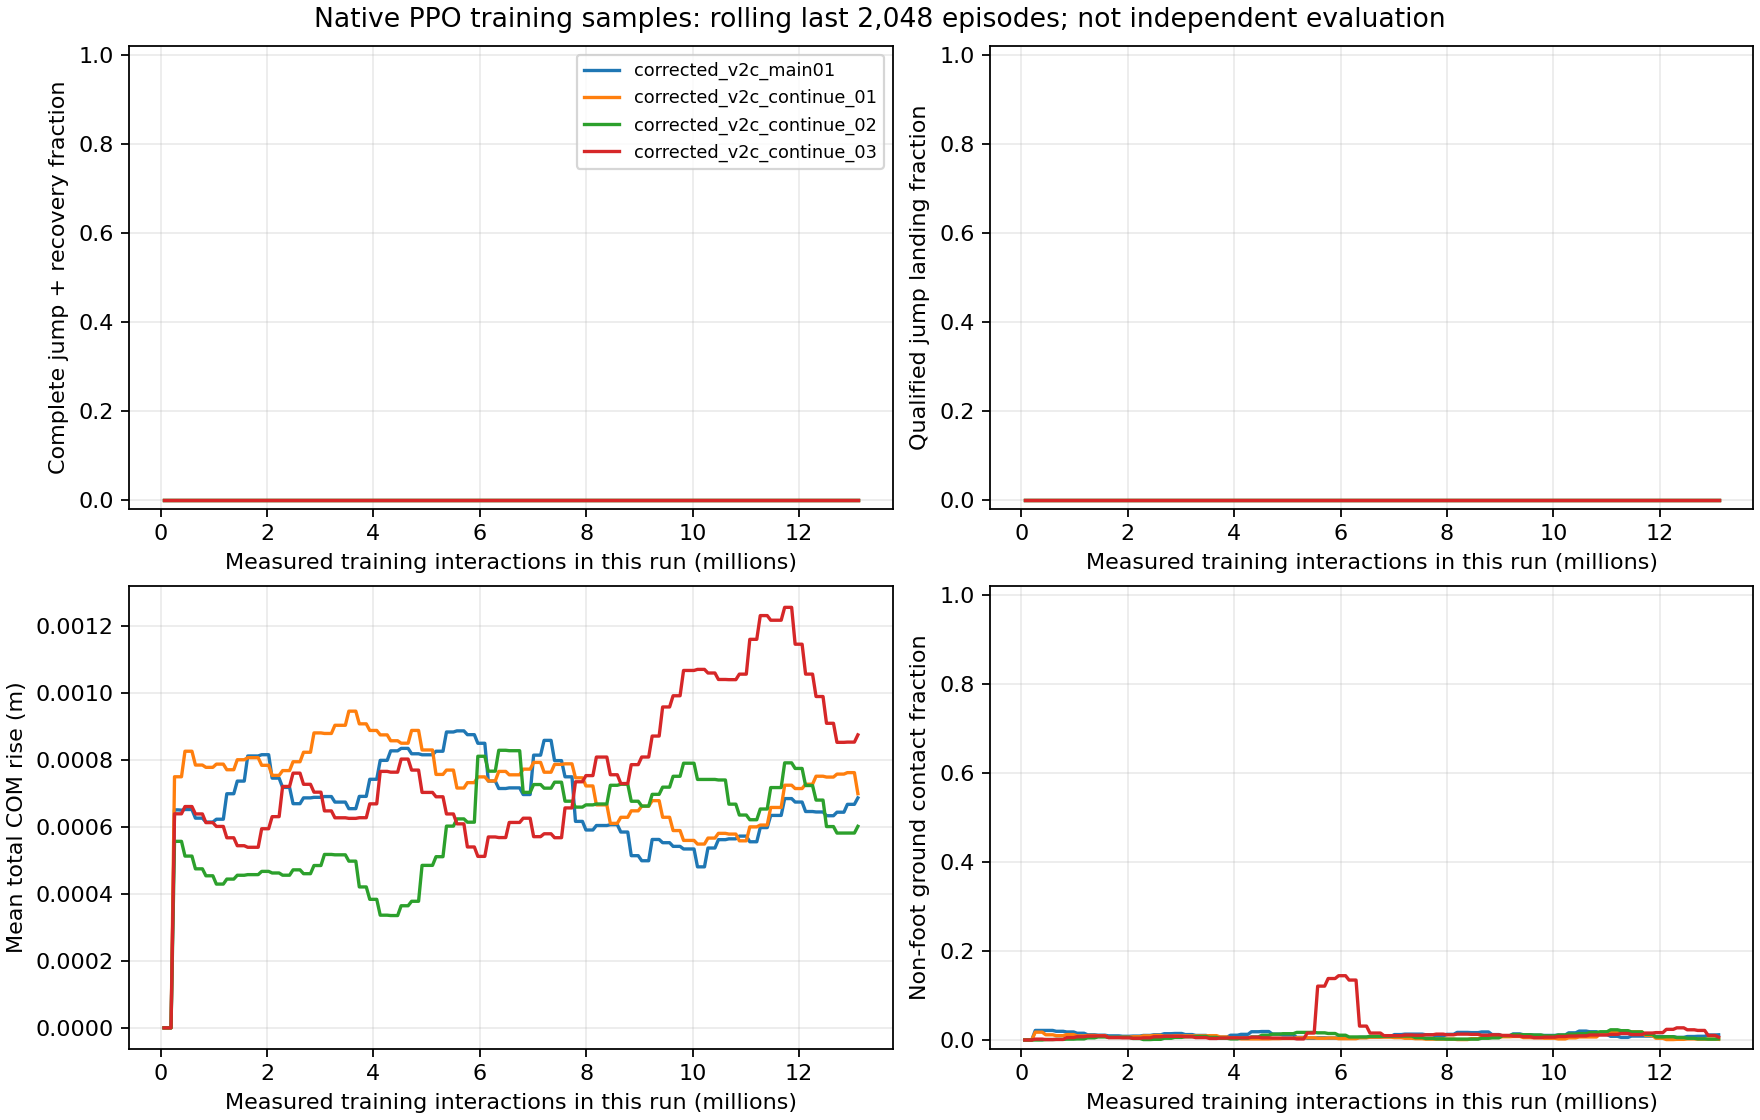 Native PPO training samples: rolling last 2,048 episodes; not independent evaluation
Complete jump + recovery fraction
1.0
0.8
0.6
0.4
0.2
0.0
corrected_v2c_main01
corrected_v2c_continue_01
corrected_v2c_continue_02
corrected_v2c_continue_03
0 2 4 6 8 10 12
Measured training interactions in this run (millions)
Qualified jump landing fraction
1.0
0.8
0.6
0.4
0.2
0.0
0 2 4 6 8 10 12
Measured training interactions in this run (millions)
Mean total COM rise (m)
0.0012
0.0010
0.0008
0.0006
0.0004
0.0002
0.0000
0 2 4 6 8 10 12
Measured training interactions in this run (millions)
Non-foot ground contact fraction
1.0
0.8
0.6
0.4
0.2
0.0
0 2 4 6 8 10 12
Measured training interactions in this run (millions)